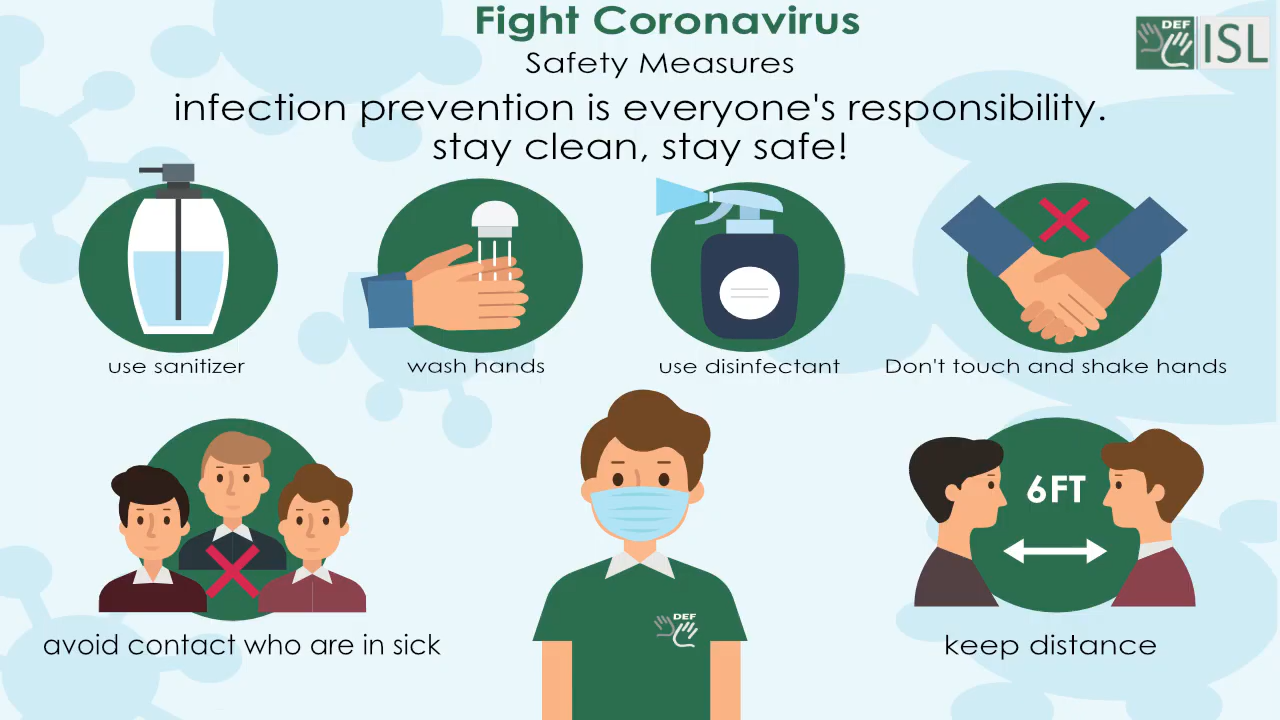 Fight Coronavirus
DEF
ISL
Safety Measures
infection prevention is everyone's responsibility.
stay clean, stay safe!
use sanitizer
wash hands
use disinfectant
Don't touch and shake hands
6FT
DEF
avoid contact who are in sick
keep distance